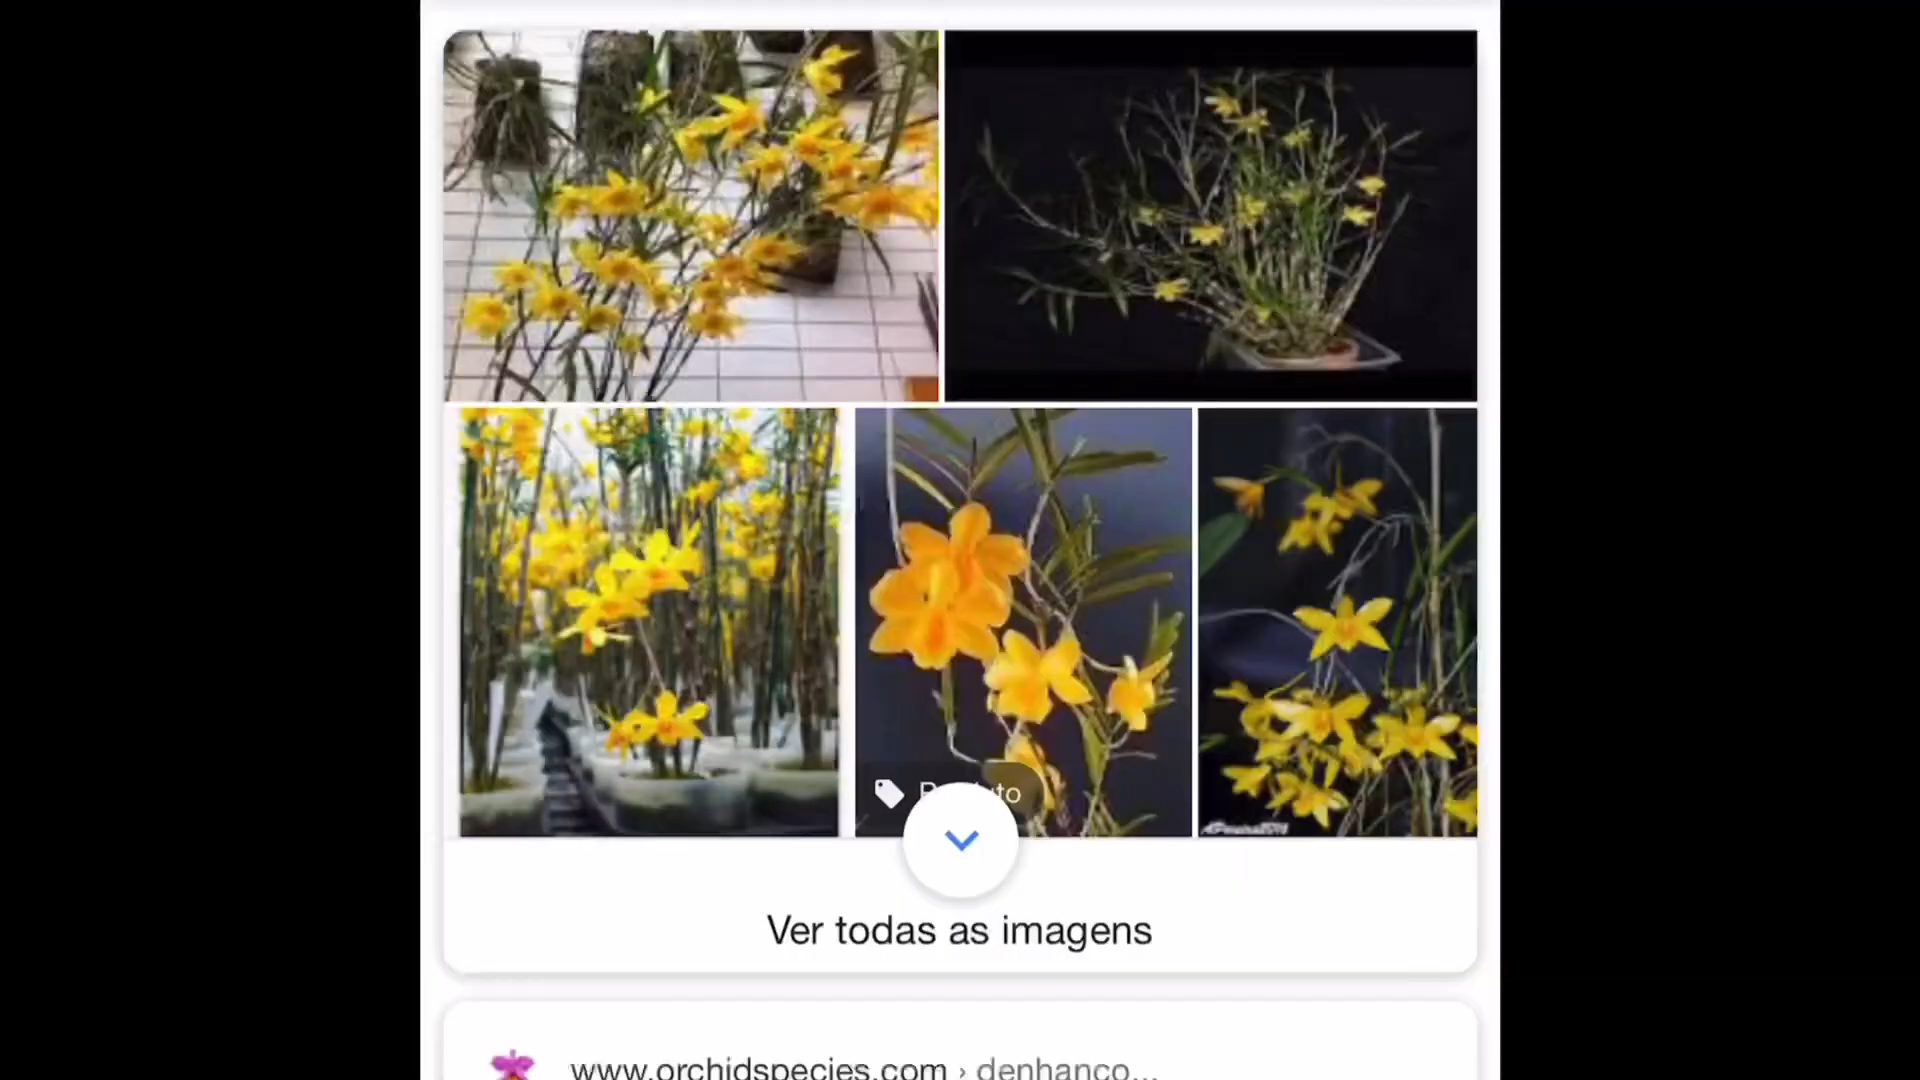 Ver todas as imagens
www.orchidspecies.com › denhanco...